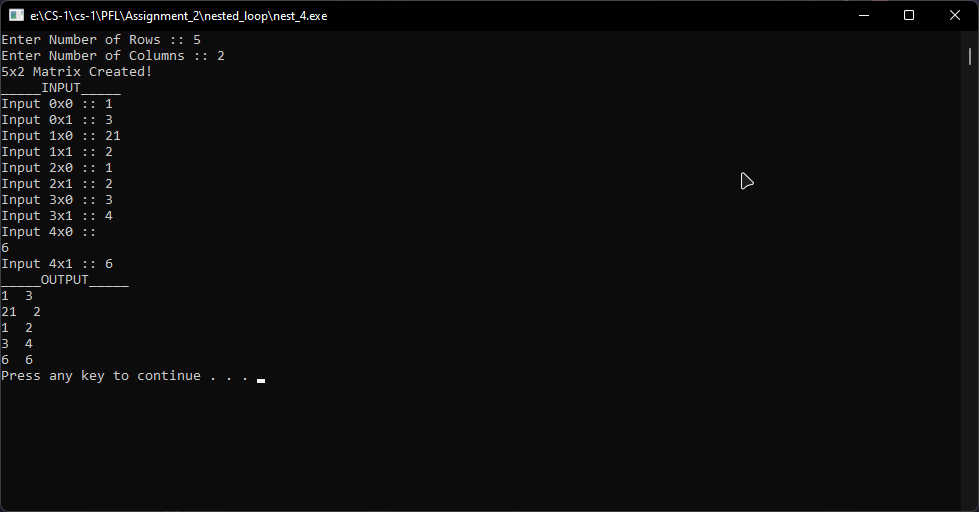 e:\CS-1\cs-1\PFL\Assignment_2\nested_loop\nest_4.exe
Enter Number of Rows :: 5
Enter Number of Columns :: 2
5x2 Matrix Created!
_____INPUT_____
Input 0x0 :: 1
Input 0x1 :: 3
Input 1x0 :: 21
Input 1x1 :: 2
Input 2x0 :: 1
Input 2x1 :: 2
Input 3x0 :: 3
Input 3x1 :: 4
Input 4x0 ::
6
Input 4x1 :: 6
_____OUTPUT_____
1  3
21  2
1  2
3  4
6  6
Press any key to continue . . .